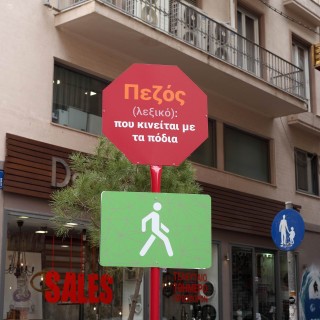 Πεζός
(λεξικό):
που κινείται με
τα πόδια
SALES